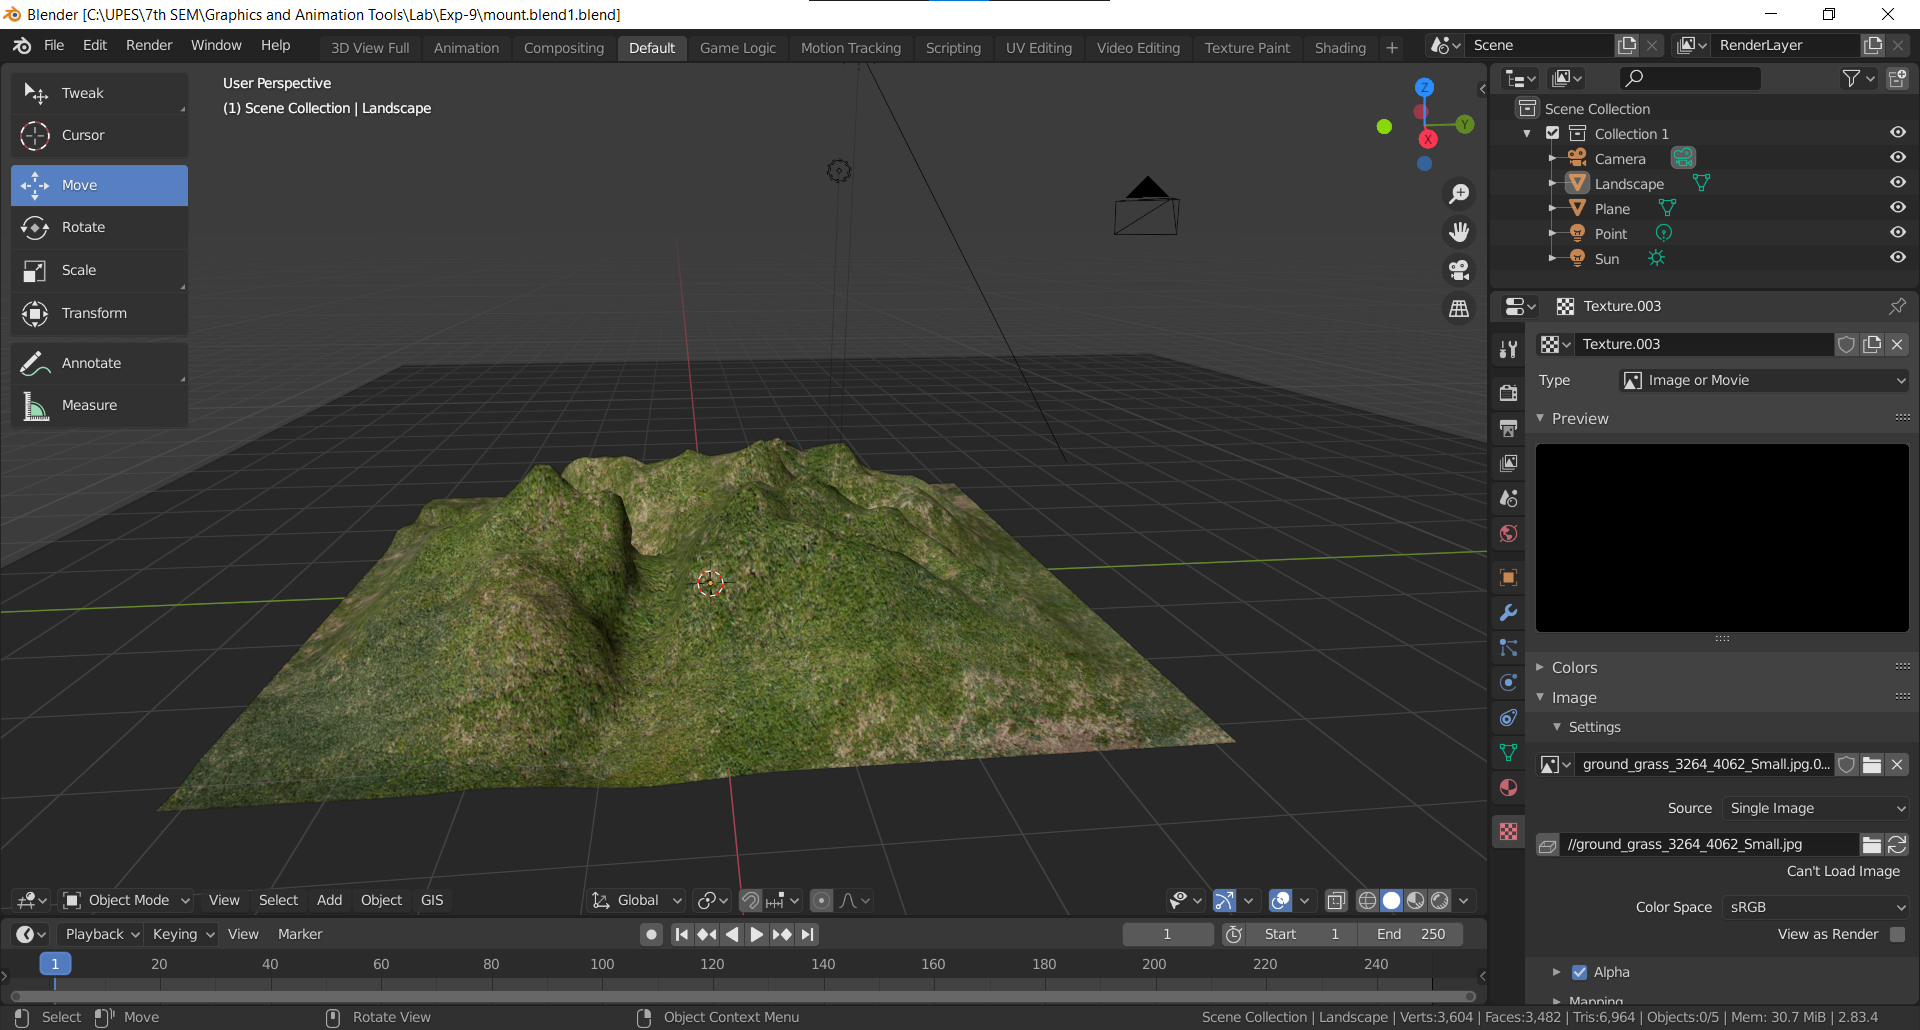 Blender [C:\UPES\7th SEM\Graphics and Animation Tools\Lab\Exp-9\mount.blend1.blend]
File Edit Render Window Help
3D View Full Animation Compositing Default Game Logic Motion Tracking Scripting UV Editing Video Editing Texture Paint Shading
Scene
RenderLayer
Tweak
Cursor
Move
Rotate
Scale
Transform
Annotate
Measure
User Perspective
(1) Scene Collection | Landscape
Z
Y
X
Scene Collection
Collection 1
Camera
Landscape
Plane
Point
Sun
Texture.003
Texture.003
Type Image or Movie
Preview
Colors
Image
Settings
ground_grass_3264_4062_Small.jpg.0...
Source Single Image
//ground_grass_3264_4062_Small.jpg
Can't Load Image
Color Space sRGB
View as Render
Alpha
Mapping
Object Mode View Select Add Object GIS
Global
Playback Keying View Marker
1 Start 1 End 250
1 20 40 60 80 100 120 140 160 180 200 220 240
Select Move Rotate View Object Context Menu
Scene Collection | Landscape | Verts:3,604 | Faces:3,482 | Tris:6,964 | Objects:0/5 | Mem: 30.7 MiB | 2.83.4